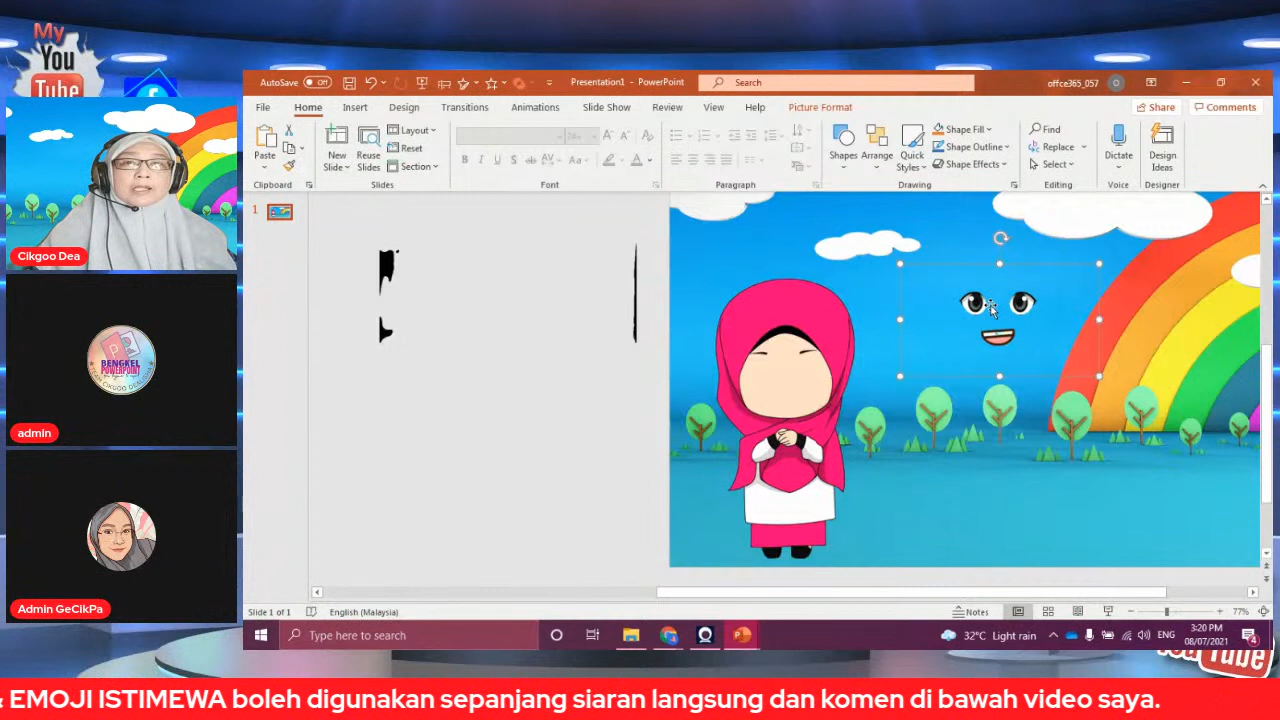 My
You
Tube
AutoSave
Off
Presentation1 - PowerPoint
Search
offce365_057
O
File
Home
Insert
Design
Transitions
Animations
Slide Show
Review
View
Help
Picture Format
Share
Comments
Paste
New
Slide
Reuse
Slides
Layout
Reset
Section
Shapes
Arrange
Quick
Styles
Shape Fill
Shape Outline
Shape Effects
Find
Replace
Select
Dictate
Design
Ideas
Clipboard
Slides
Font
Paragraph
Drawing
Editing
Voice
Designer
1
Cikgoo Dea
BENGKEL
POWERPOINT
admin
Admin GeCikPa
Slide 1 of 1
English (Malaysia)
Notes
77%
Type here to search
32°C Light rain
ENG
3:20 PM
08/07/2021
4
You Tube
EMOJI ISTIMEWA boleh digunakan sepanjang siaran langsung dan komen di bawah video saya.